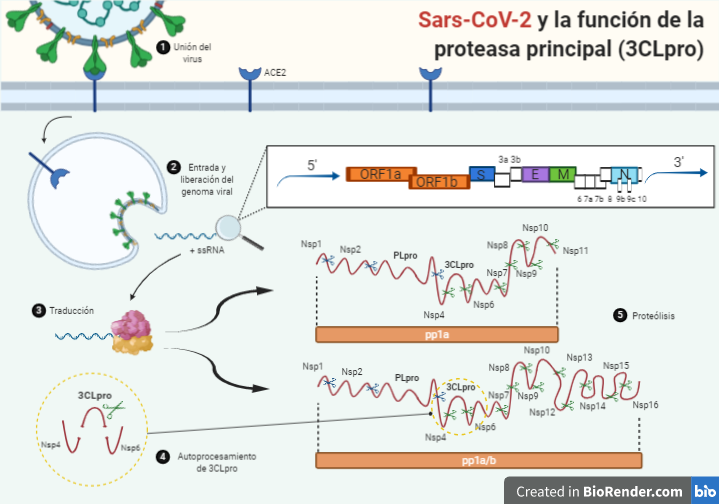 Sars-CoV-2 y la función de la
proteasa principal (3CLpro)
1 Unión del
virus
ACE2
2 Entrada y
liberación del
genoma viral
+ ssRNA
5'
ORF1a
ORF1b
S
3a 3b
E
M
6 7a 7b 8 9b 9c 10
N
3'
3 Traducción
Nsp1
Nsp2
PLpro
3CLpro
Nsp4
Nsp6
Nsp7
Nsp8
Nsp9
Nsp10
Nsp11
pp1a
5 Proteólisis
Nsp1
Nsp2
PLpro
3CLpro
Nsp4
Nsp6
Nsp7
Nsp8
Nsp9
Nsp10
Nsp12
Nsp13
Nsp14
Nsp15
Nsp16
pp1a/b
3CLpro
Nsp4
Nsp6
4 Autoprocesamiento
de 3CLpro
Created in BioRender.com bio